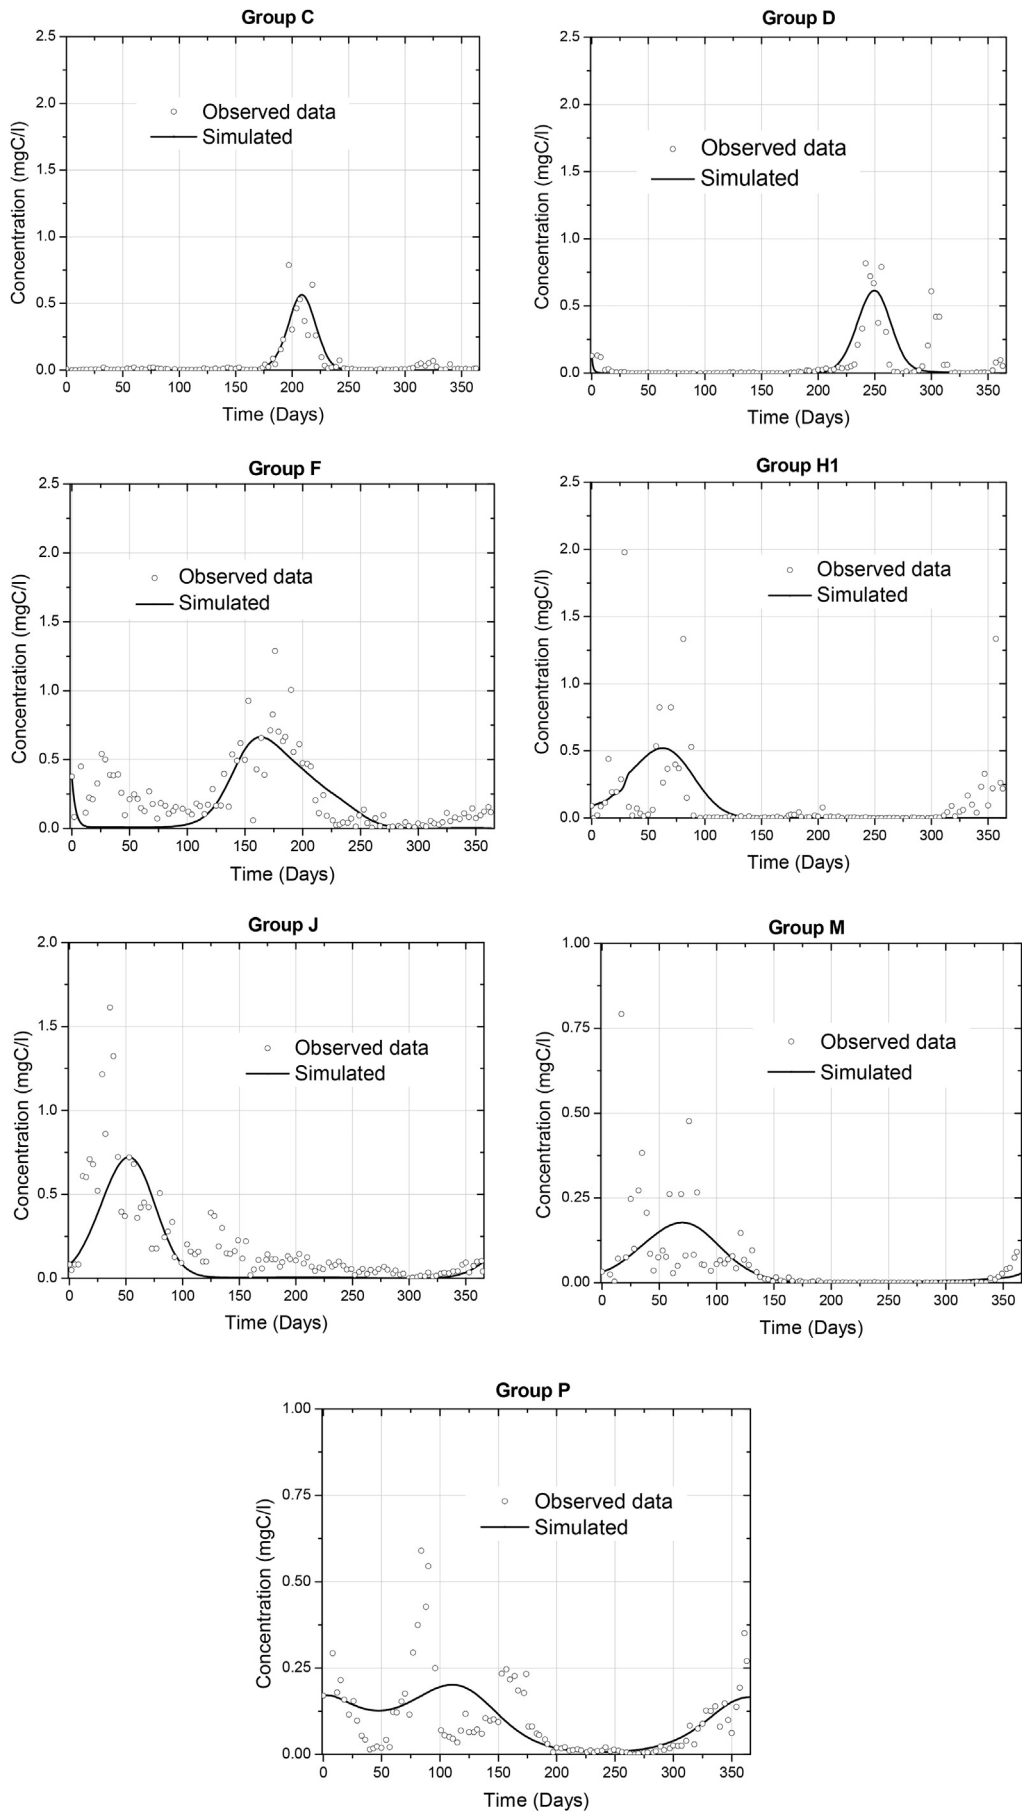 Group C
2.5
2.0
1.5
1.0
0.5
0.0
Concentration (mgC/l)
Observed data
Simulated
0 50 100 150 200 250 300 350
Time (Days)
Group D
2.5
2.0
1.5
1.0
0.5
0.0
Concentration (mgC/l)
Observed data
Simulated
0 50 100 150 200 250 300 350
Time (Days)
Group F
2.5
2.0
1.5
1.0
0.5
0.0
Concentration (mgC/l)
Observed data
Simulated
0 50 100 150 200 250 300 350
Time (Days)
Group H1
2.5
2.0
1.5
1.0
0.5
0.0
Concentration (mgC/l)
Observed data
Simulated
0 50 100 150 200 250 300 350
Time (Days)
Group J
2.0
1.5
1.0
0.5
0.0
Concentration (mgC/l)
Observed data
Simulated
0 50 100 150 200 250 300 350
Time (Days)
Group M
1.00
0.75
0.50
0.25
0.00
Concentration (mgC/l)
Observed data
Simulated
0 50 100 150 200 250 300 350
Time (Days)
Group P
1.00
0.75
0.50
0.25
0.00
Concentration (mgC/l)
Observed data
Simulated
0 50 100 150 200 250 300 350
Time (Days)